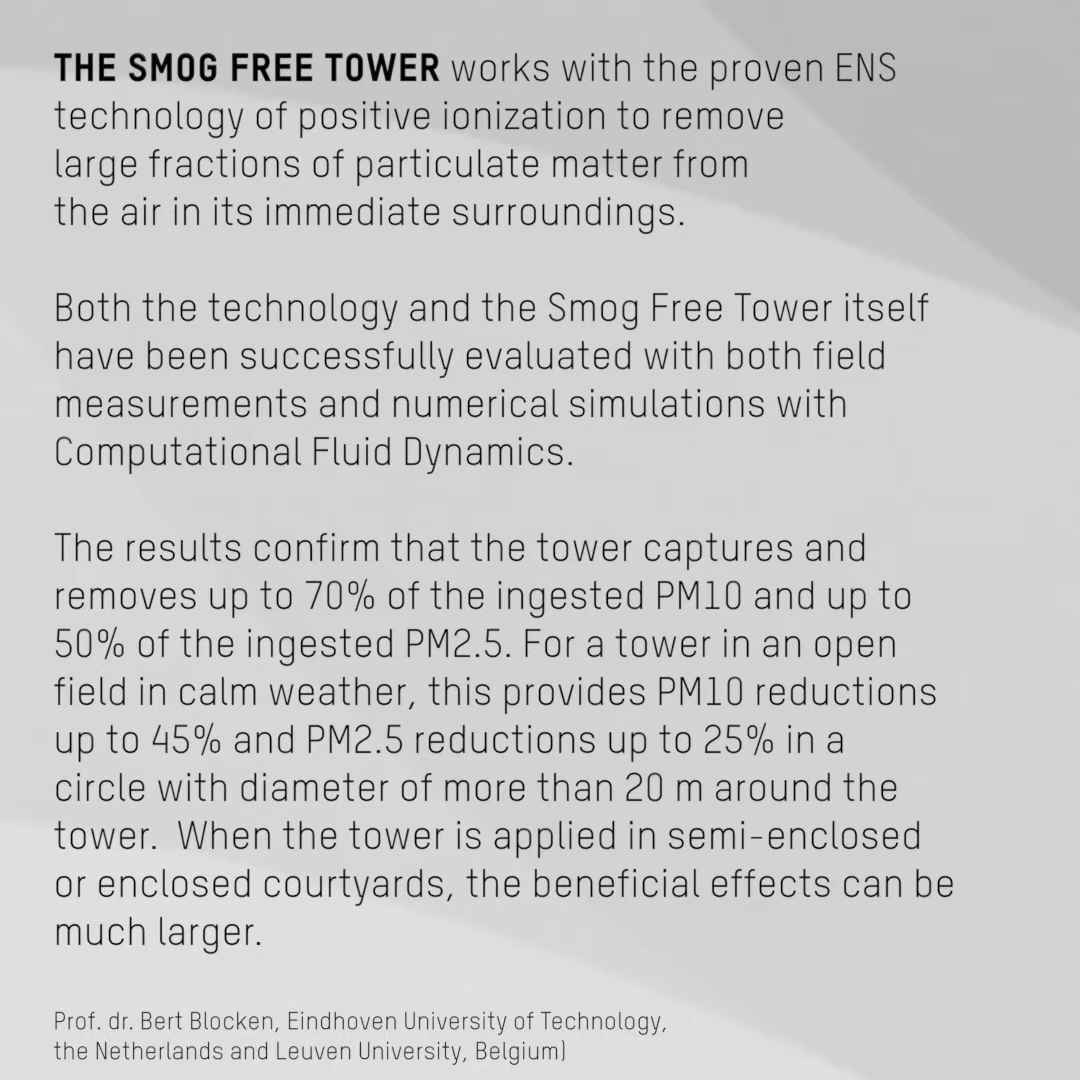 THE SMOG FREE TOWER works with the proven ENS
technology of positive ionization to remove
large fractions of particulate matter from
the air in its immediate surroundings.
Both the technology and the Smog Free Tower itself
have been successfully evaluated with both field
measurements and numerical simulations with
Computational Fluid Dynamics.
The results confirm that the tower captures and
removes up to 70% of the ingested PM10 and up to
50% of the ingested PM2.5. For a tower in an open
field in calm weather, this provides PM10 reductions
up to 45% and PM2.5 reductions up to 25% in a
circle with diameter of more than 20 m around the
tower.  When the tower is applied in semi-enclosed
or enclosed courtyards, the beneficial effects can be
much larger.
Prof. dr. Bert Blocken, Eindhoven University of Technology,
the Netherlands and Leuven University, Belgium)